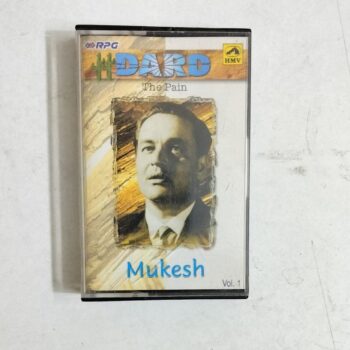 RPG
HMV
DARD
The Pain
Mukesh
Vol. 1